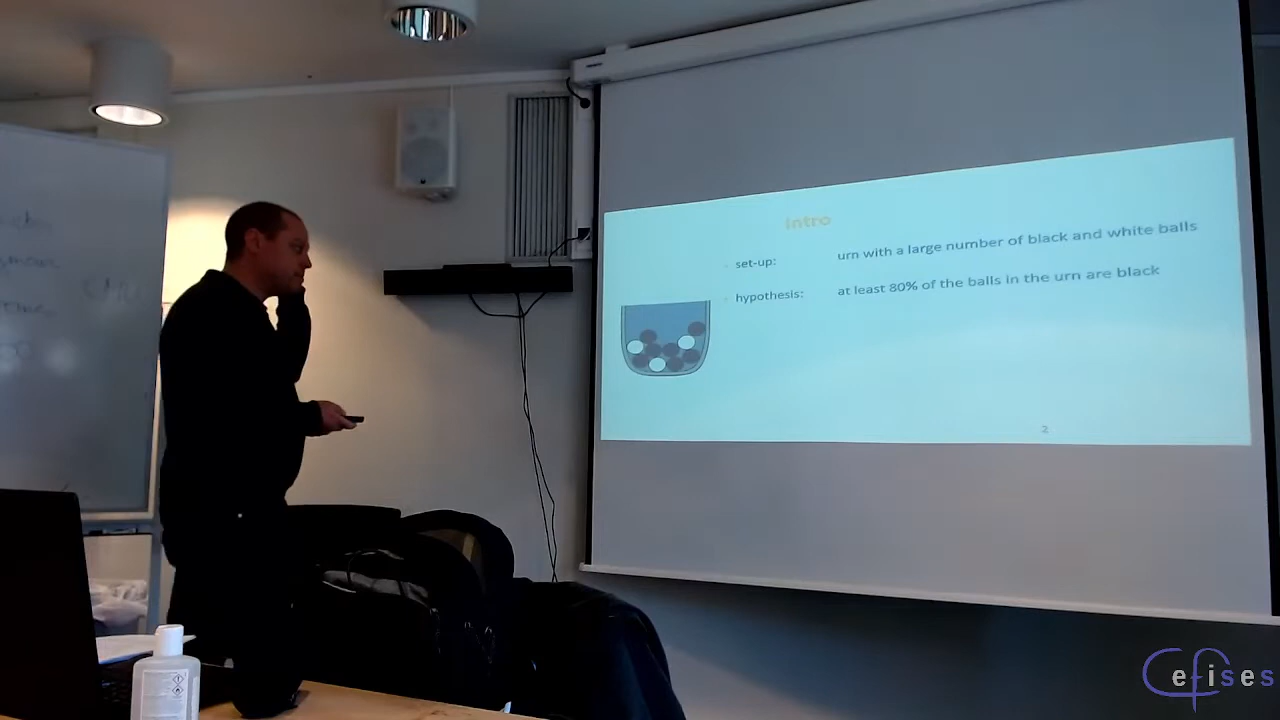 Intro
set-up: urn with a large number of black and white balls
hypothesis: at least 80% of the balls in the urn are black
2
efises